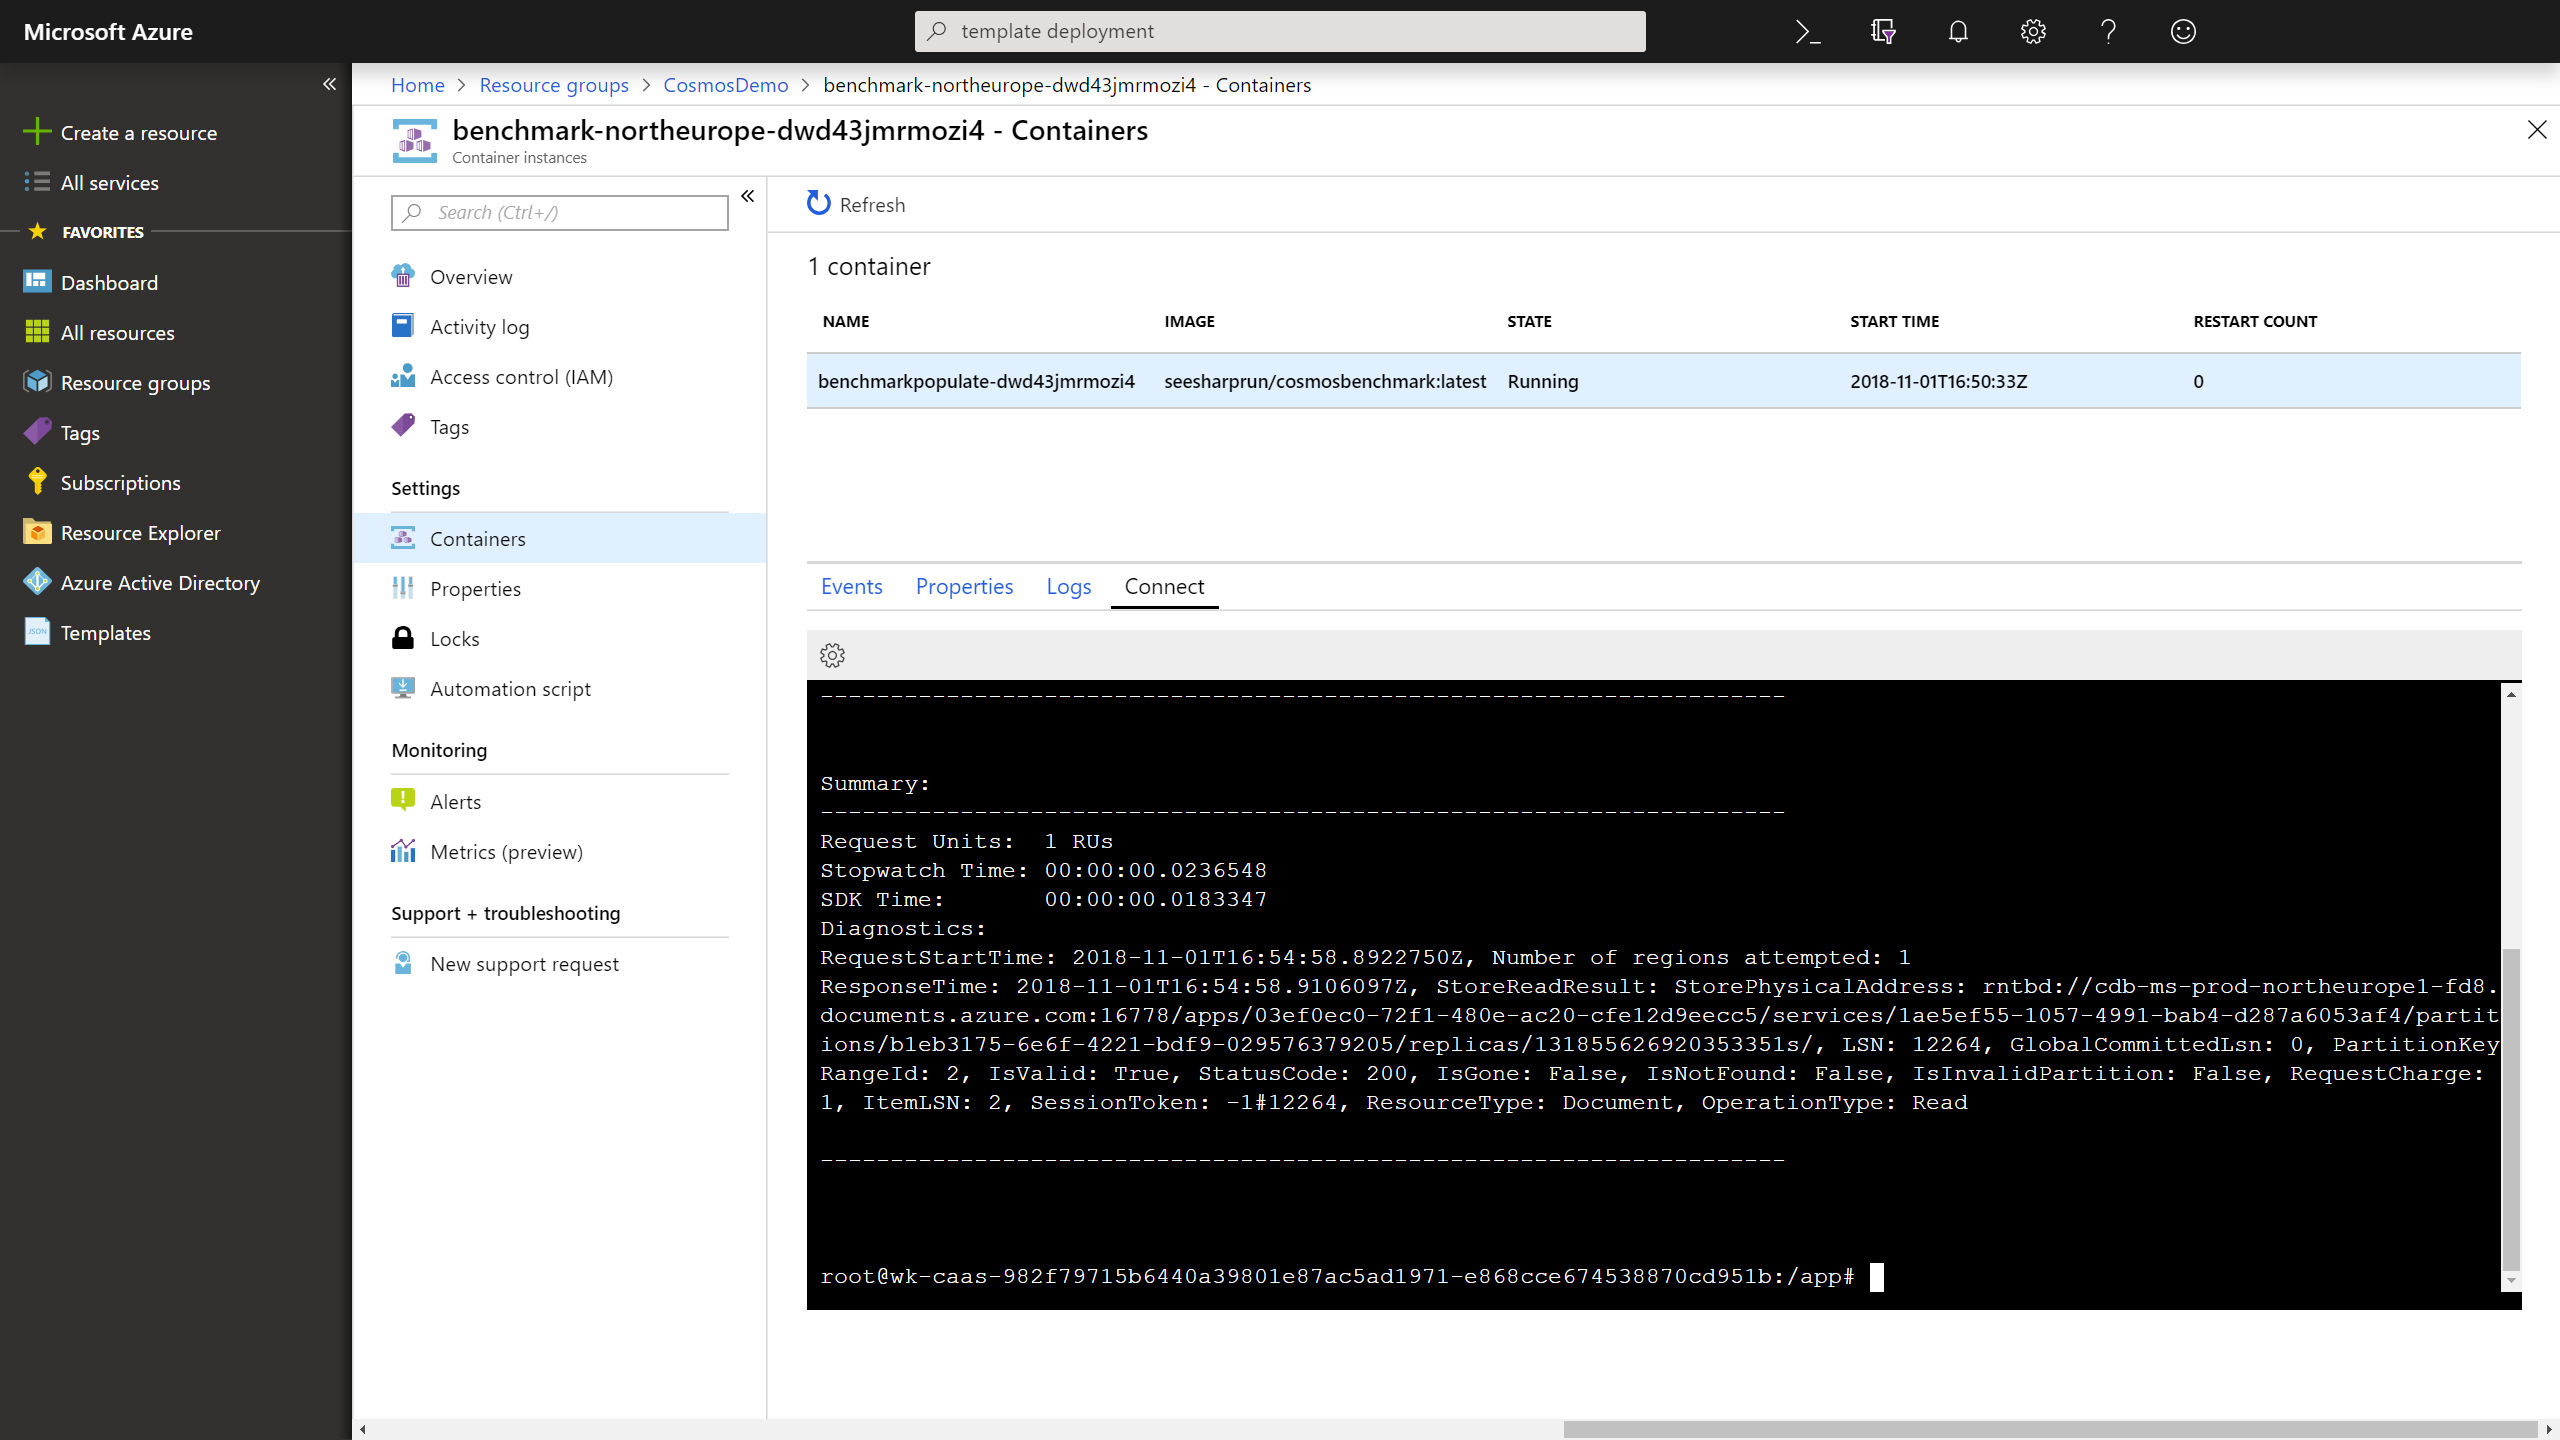 Microsoft Azure
template deployment
Home > Resource groups > CosmosDemo > benchmark-northeurope-dwd43jmrmozi4 - Containers
benchmark-northeurope-dwd43jmrmozi4 - Containers
Container instances
Create a resource
All services
FAVORITES
Dashboard
All resources
Resource groups
Tags
Subscriptions
Resource Explorer
Azure Active Directory
JSON
Templates
Search (Ctrl+/)
Overview
Activity log
Access control (IAM)
Tags
Settings
Containers
Properties
Locks
Automation script
Monitoring
Alerts
Metrics (preview)
Support + troubleshooting
New support request
Refresh
1 container
NAME IMAGE STATE START TIME RESTART COUNT
benchmarkpopulate-dwd43jmrmozi4 seesharprun/cosmosbenchmark:latest Running 2018-11-01T16:50:33Z 0
Events Properties Logs Connect
---------------------------------------------------------------------
Summary:
---------------------------------------------------------------------
Request Units:  1 RUs
Stopwatch Time: 00:00:00.0236548
SDK Time:       00:00:00.0183347
Diagnostics:
RequestStartTime: 2018-11-01T16:54:58.8922750Z, Number of regions attempted: 1
ResponseTime: 2018-11-01T16:54:58.9106097Z, StoreReadResult: StorePhysicalAddress: rntbd://cdb-ms-prod-northeurope1-fd8.
documents.azure.com:16778/apps/03ef0ec0-72f1-480e-ac20-cfe12d9eecc5/services/1ae5ef55-1057-4991-bab4-d287a6053af4/partit
ions/b1eb3175-6e6f-4221-bdf9-029576379205/replicas/131855626920353351s/, LSN: 12264, GlobalCommittedLsn: 0, PartitionKey
RangeId: 2, IsValid: True, StatusCode: 200, IsGone: False, IsNotFound: False, IsInvalidPartition: False, RequestCharge:
1, ItemLSN: 2, SessionToken: -1#12264, ResourceType: Document, OperationType: Read
---------------------------------------------------------------------
root@wk-caas-982f79715b6440a39801e87ac5ad1971-e868cce674538870cd951b:/app#